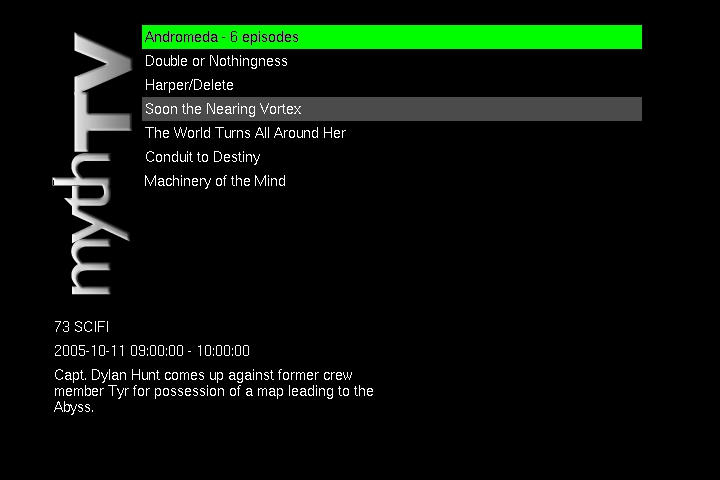 mythTV
Andromeda - 6 episodes
Double or Nothingness
Harper/Delete
Soon the Nearing Vortex
The World Turns All Around Her
Conduit to Destiny
Machinery of the Mind
73 SCIFI
2005-10-11 09:00:00 - 10:00:00
Capt. Dylan Hunt comes up against former crew
member Tyr for possession of a map leading to the
Abyss.